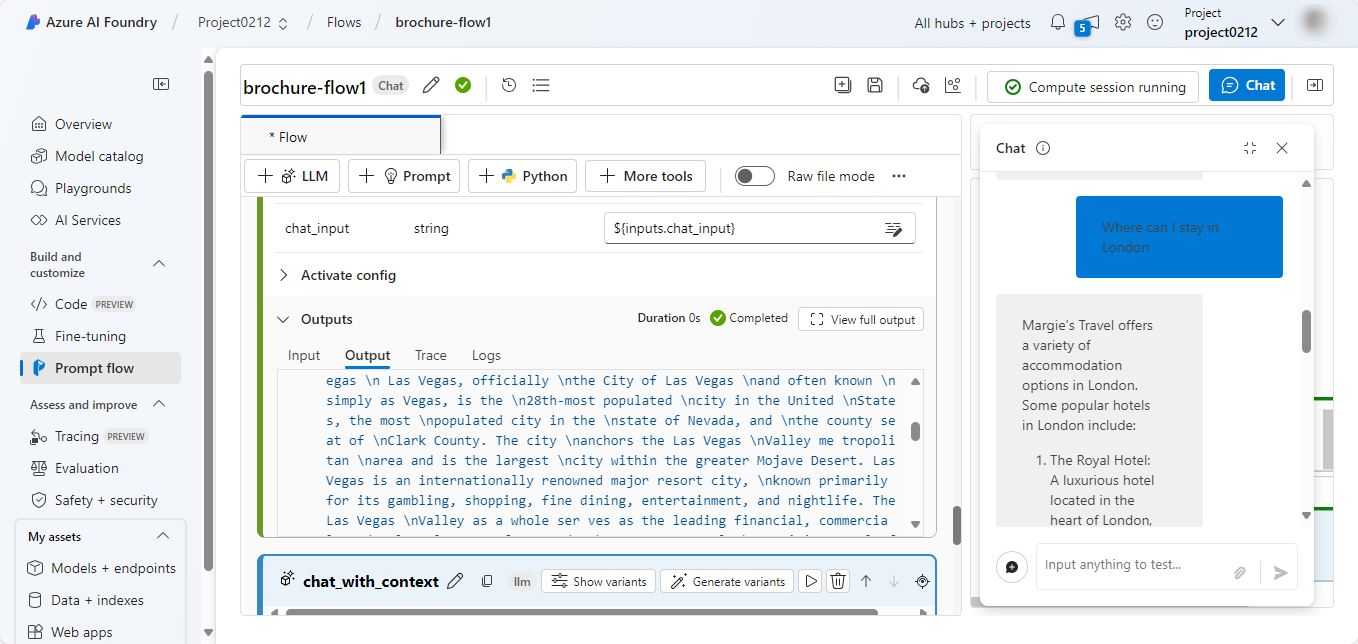 Azure AI Foundry / Project0212 / Flows / brochure-flow1
All hubs + projects
5
Project
project0212
Overview
Model catalog
Playgrounds
AI Services
Build and
customize
Code PREVIEW
Fine-tuning
Prompt flow
Assess and improve
Tracing PREVIEW
Evaluation
Safety + security
My assets
Models + endpoints
Data + indexes
Web apps
brochure-flow1 Chat
Compute session running
Chat
* Flow
LLM
Prompt
Python
More tools
Raw file mode
chat_input string ${inputs.chat_input}
Activate config
Outputs
Duration 0s Completed View full output
Input Output Trace Logs
egas \n Las Vegas, officially \nthe City of Las Vegas \nand often known \n
simply as Vegas, is the \n28th-most populated \ncity in the United \nState
s, the most \npopulated city in the \nstate of Nevada, and \nthe county se
at of \nClark County. The city \nanchors the Las Vegas \nValley me tropoli
tan \narea and is the largest \ncity within the greater Mojave Desert. Las
Vegas is an internationally renowned major resort city, \nknown primarily
for its gambling, shopping, fine dining, entertainment, and nightlife. The
Las Vegas \nValley as a whole ser ves as the leading financial, commercia
chat_with_context llm Show variants Generate variants
Chat
Where can I stay in
London
Margie's Travel offers
a variety of
accommodation
options in London.
Some popular hotels
in London include:
1. The Royal Hotel:
A luxurious hotel
located in the
heart of London,
Input anything to test...